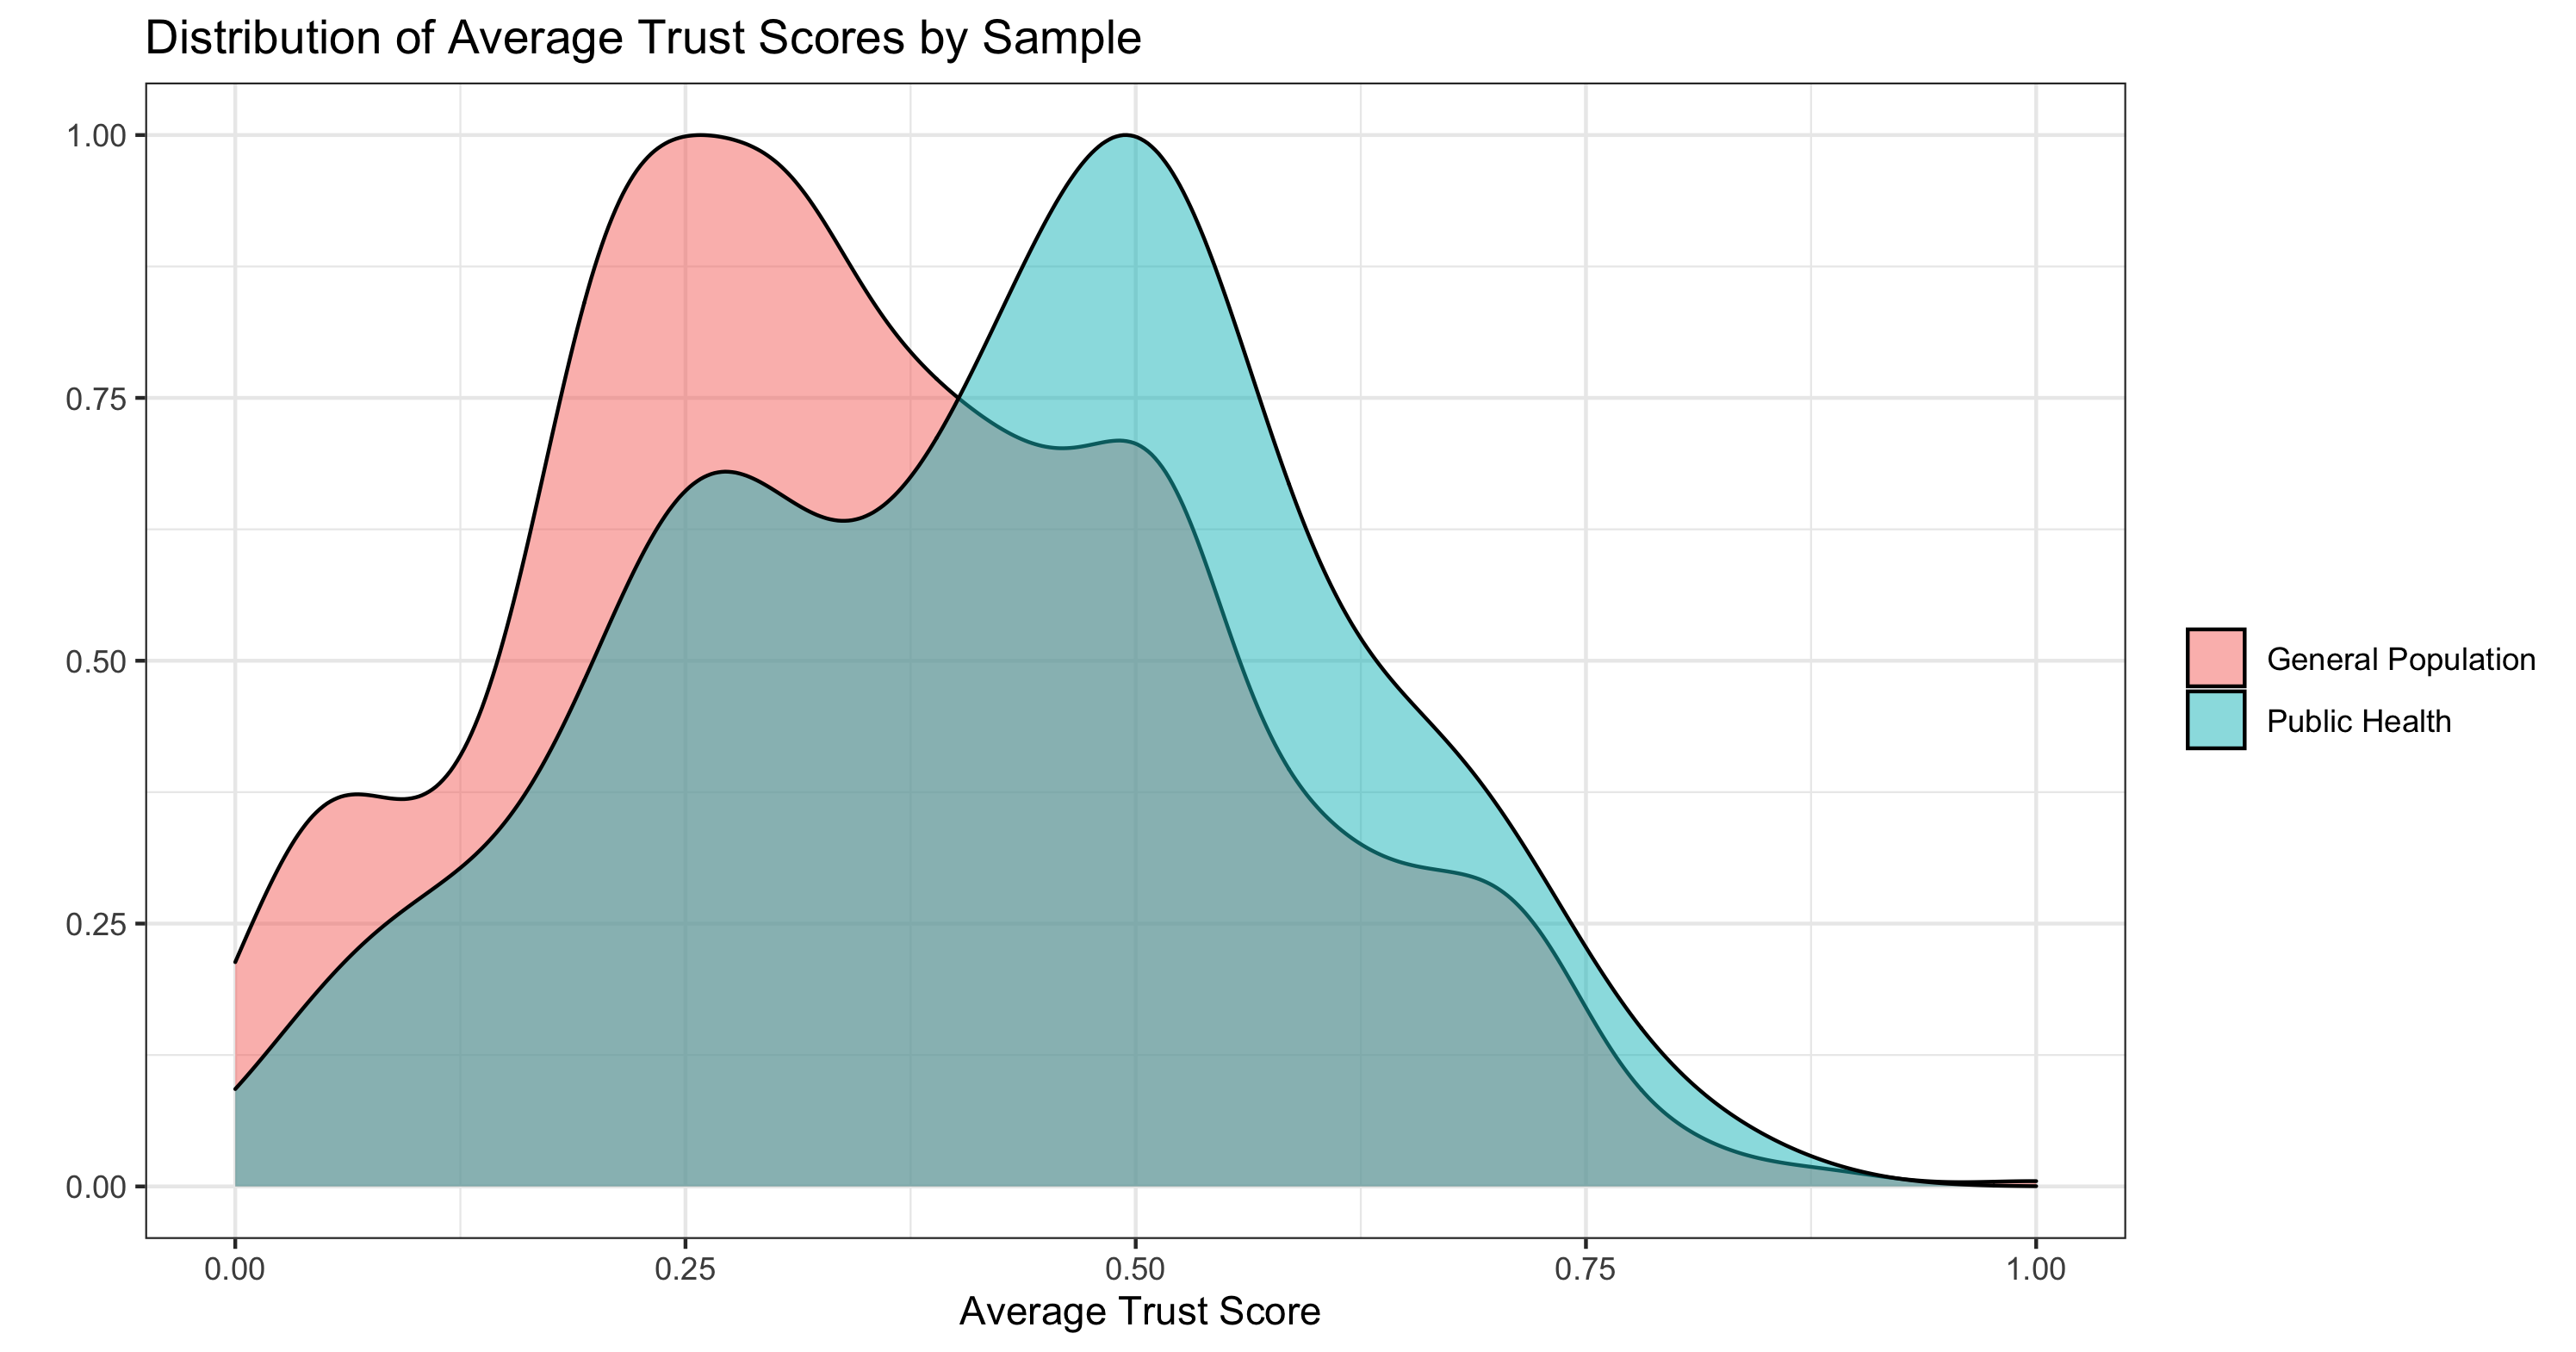 Distribution of Average Trust Scores by Sample
1.00
0.75
0.50
0.25
0.00
0.00 0.25 0.50 0.75 1.00
Average Trust Score
General Population
Public Health